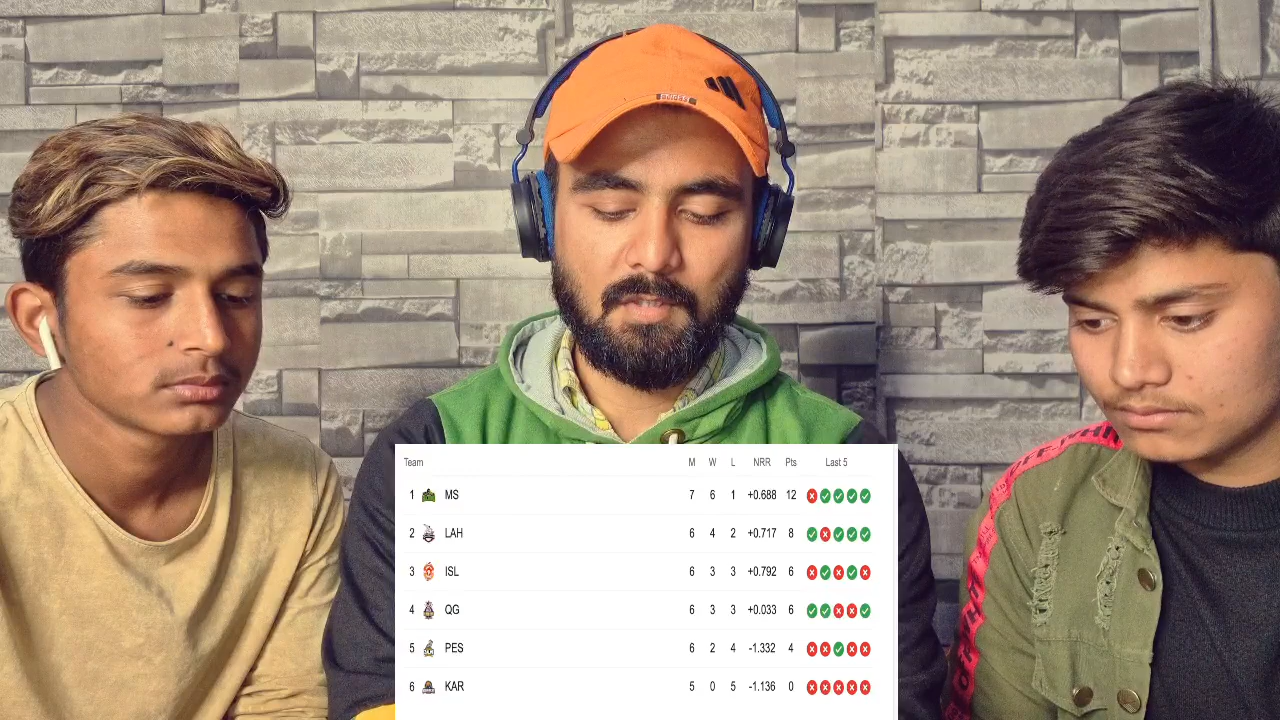 Team M W L NRR Pts Last 5
1 MS 7 6 1 +0.688 12
2 LAH 6 4 2 +0.717 8
3 ISL 6 3 3 +0.792 6
4 QG 6 3 3 +0.033 6
5 PES 6 2 4 -1.332 4
6 KAR 5 0 5 -1.136 0